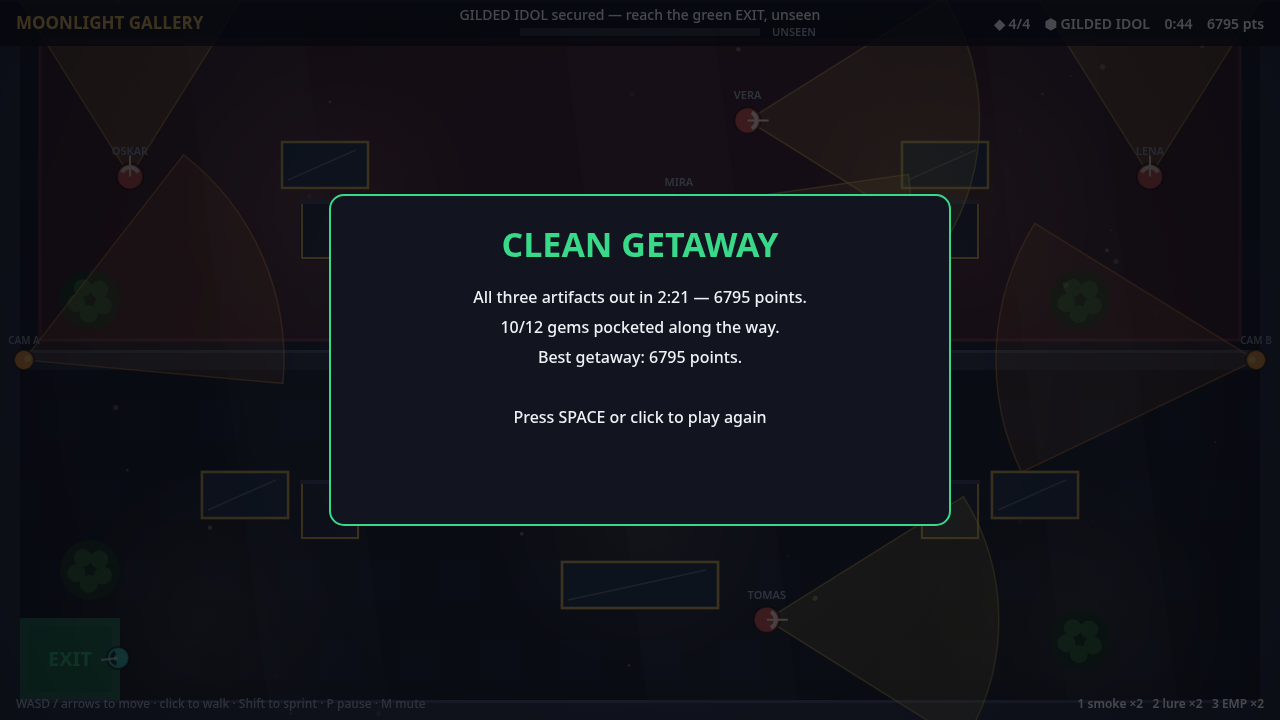 MOONLIGHT GALLERY
GILDED IDOL secured — reach the green EXIT, unseen
UNSEEN
◆ 4/4 ⬢ GILDED IDOL 0:44 6795 pts
VERA
OSKAR
LENA
MIRA
CLEAN GETAWAY
All three artifacts out in 2:21 — 6795 points.
10/12 gems pocketed along the way.
Best getaway: 6795 points.
CAM A
CAM B
Press SPACE or click to play again
TOMAS
EXIT
WASD / arrows to move · click to walk · Shift to sprint · P pause · M mute
1 smoke ×2 2 lure ×2 3 EMP ×2